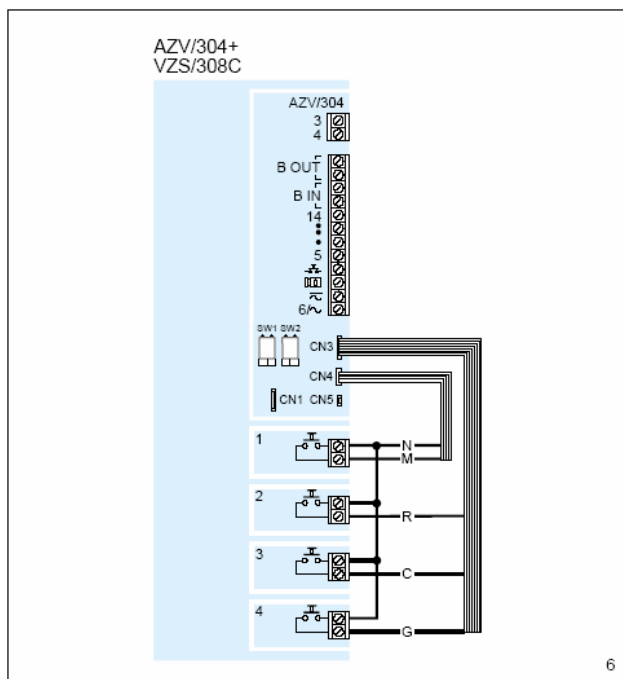 AZV/304+
VZS/308C
AZV/304
3
4
B OUT
B IN
14
5
6/~
SW1 SW2
CN3
CN4
CN1 CN5
1
N
M
2
R
3
C
4
G
6